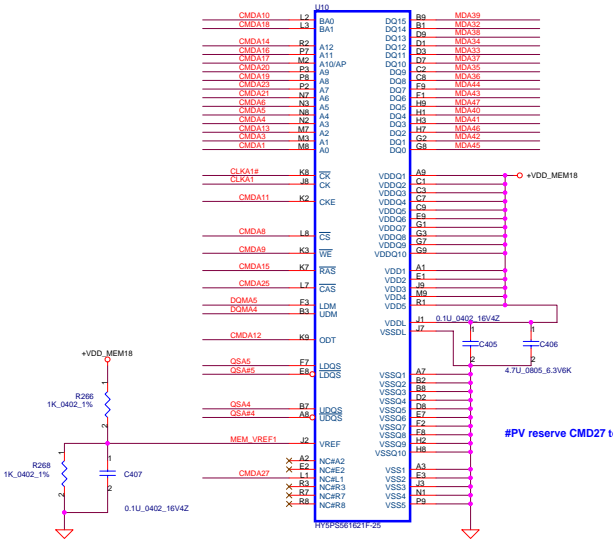 U10
CMDA10 L2 BA0 DQ15 B9 MDA39
CMDA18 L3 BA1 DQ14 B1 MDA32
DQ13 D9 MDA38
CMDA14 R2 A12 DQ12 D1 MDA34
CMDA16 P7 A11 DQ11 D3 MDA33
CMDA17 M2 A10/AP DQ10 D7 MDA37
CMDA20 P3 A9 DQ9 C2 MDA35
CMDA19 P8 A8 DQ8 C8 MDA36
CMDA23 P2 A7 DQ7 F9 MDA44
CMDA21 N7 A6 DQ6 F1 MDA43
CMDA6 N3 A5 DQ5 H9 MDA47
CMDA5 N8 A4 DQ4 H1 MDA40
CMDA4 N2 A3 DQ3 H3 MDA41
CMDA13 M7 A2 DQ2 H7 MDA46
CMDA3 M3 A1 DQ1 G2 MDA42
CMDA1 M8 A0 DQ0 G8 MDA45
CLKA1# K8 CK VDDQ1 A9 +VDD_MEM18
CLKA1 J8 CK VDDQ2 C1
VDDQ3 C3
CMDA11 K2 CKE VDDQ4 C7
VDDQ5 C9
VDDQ6 E9
VDDQ7 G1
CMDA8 L8 CS VDDQ8 G3
VDDQ9 G7
CMDA9 K3 WE VDDQ10 G9
CMDA15 K7 RAS VDD1 A1
VDD2 E1
CMDA25 L7 CAS VDD3 J9
VDD4 M9
DQMA5 F3 LDM VDD5 R1
DQMA4 B3 UDM
VDDL J1 0.1U_0402_16V4Z
VSSDL J7
1 1
CMDA12 K9 ODT C405 C406
2 2
4.7U_0805_6.3V6K
+VDD_MEM18
QSA5 F7 LDQS VSSQ1 A7
QSA#5 E8 LDQS VSSQ2 B2
VSSQ3 B8
VSSQ4 D2
R266 1
1K_0402_1% 2
QSA4 B7 UDQS VSSQ5 D8
QSA#4 A8 UDQS VSSQ6 E7
VSSQ7 F2
VSSQ8 F8
MEM_VREF1 J2 VREF VSSQ9 H2
VSSQ10 H8
#PV reserve CMD27 t
A2 NC#A2 VSS1 A3
E2 NC#E2 VSS2 E3
CMDA27 L1 NC#L1 VSS3 J3
R3 NC#R3 VSS4 N1
R7 NC#R7 VSS5 P9
R8 NC#R8
R268 1 1
1K_0402_1% C407
2 2
0.1U_0402_16V4Z
HY5PS561621F-25